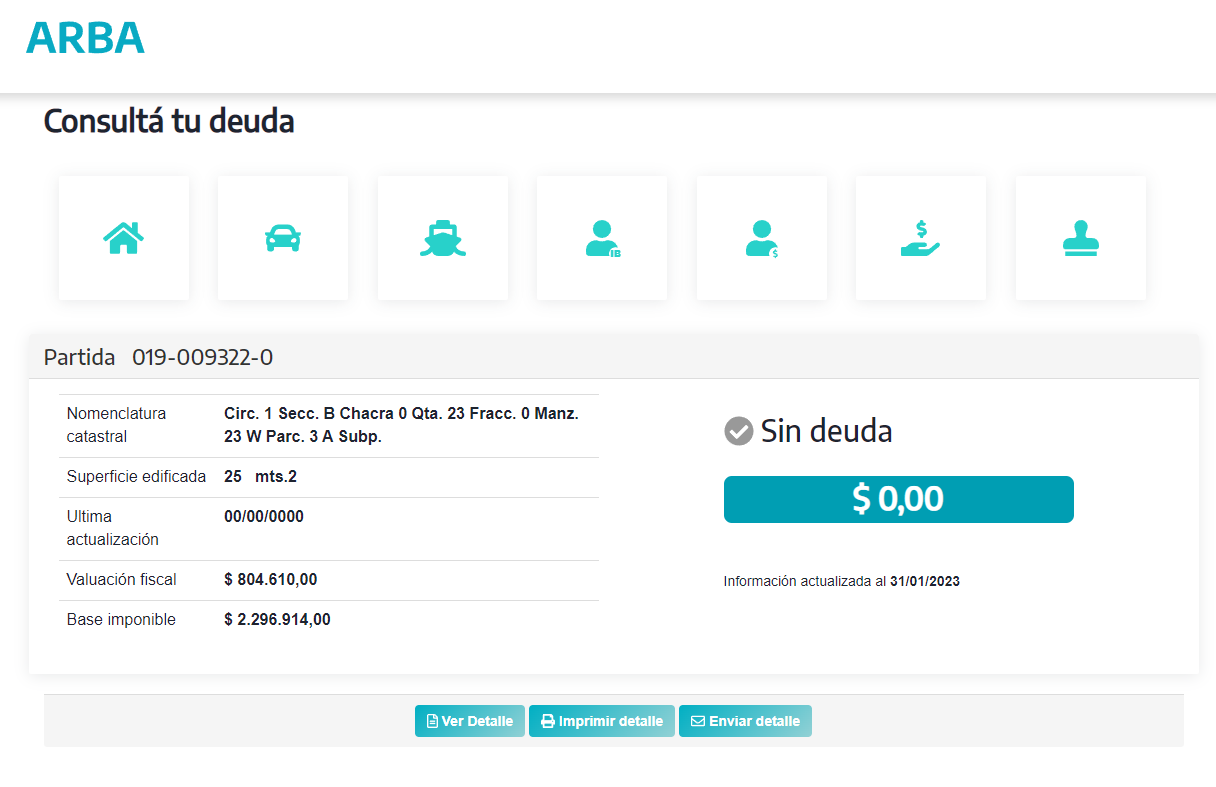 ARBA
Consultá tu deuda
IB
$
$
Partida 019-009322-0
Nomenclatura catastral Circ. 1 Secc. B Chacra 0 Qta. 23 Fracc. 0 Manz.
23 W Parc. 3 A Subp.
Superficie edificada 25 mts.2
Ultima actualización 00/00/0000
Valuación fiscal $ 804.610,00
Base imponible $ 2.296.914,00
Sin deuda
$ 0,00
Información actualizada al 31/01/2023
Ver Detalle Imprimir detalle Enviar detalle